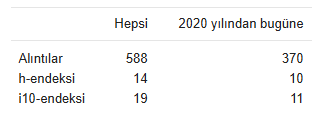 Hepsi 2020 yılından bugüne
Alıntılar 588 370
h-endeksi 14 10
i10-endeksi 19 11